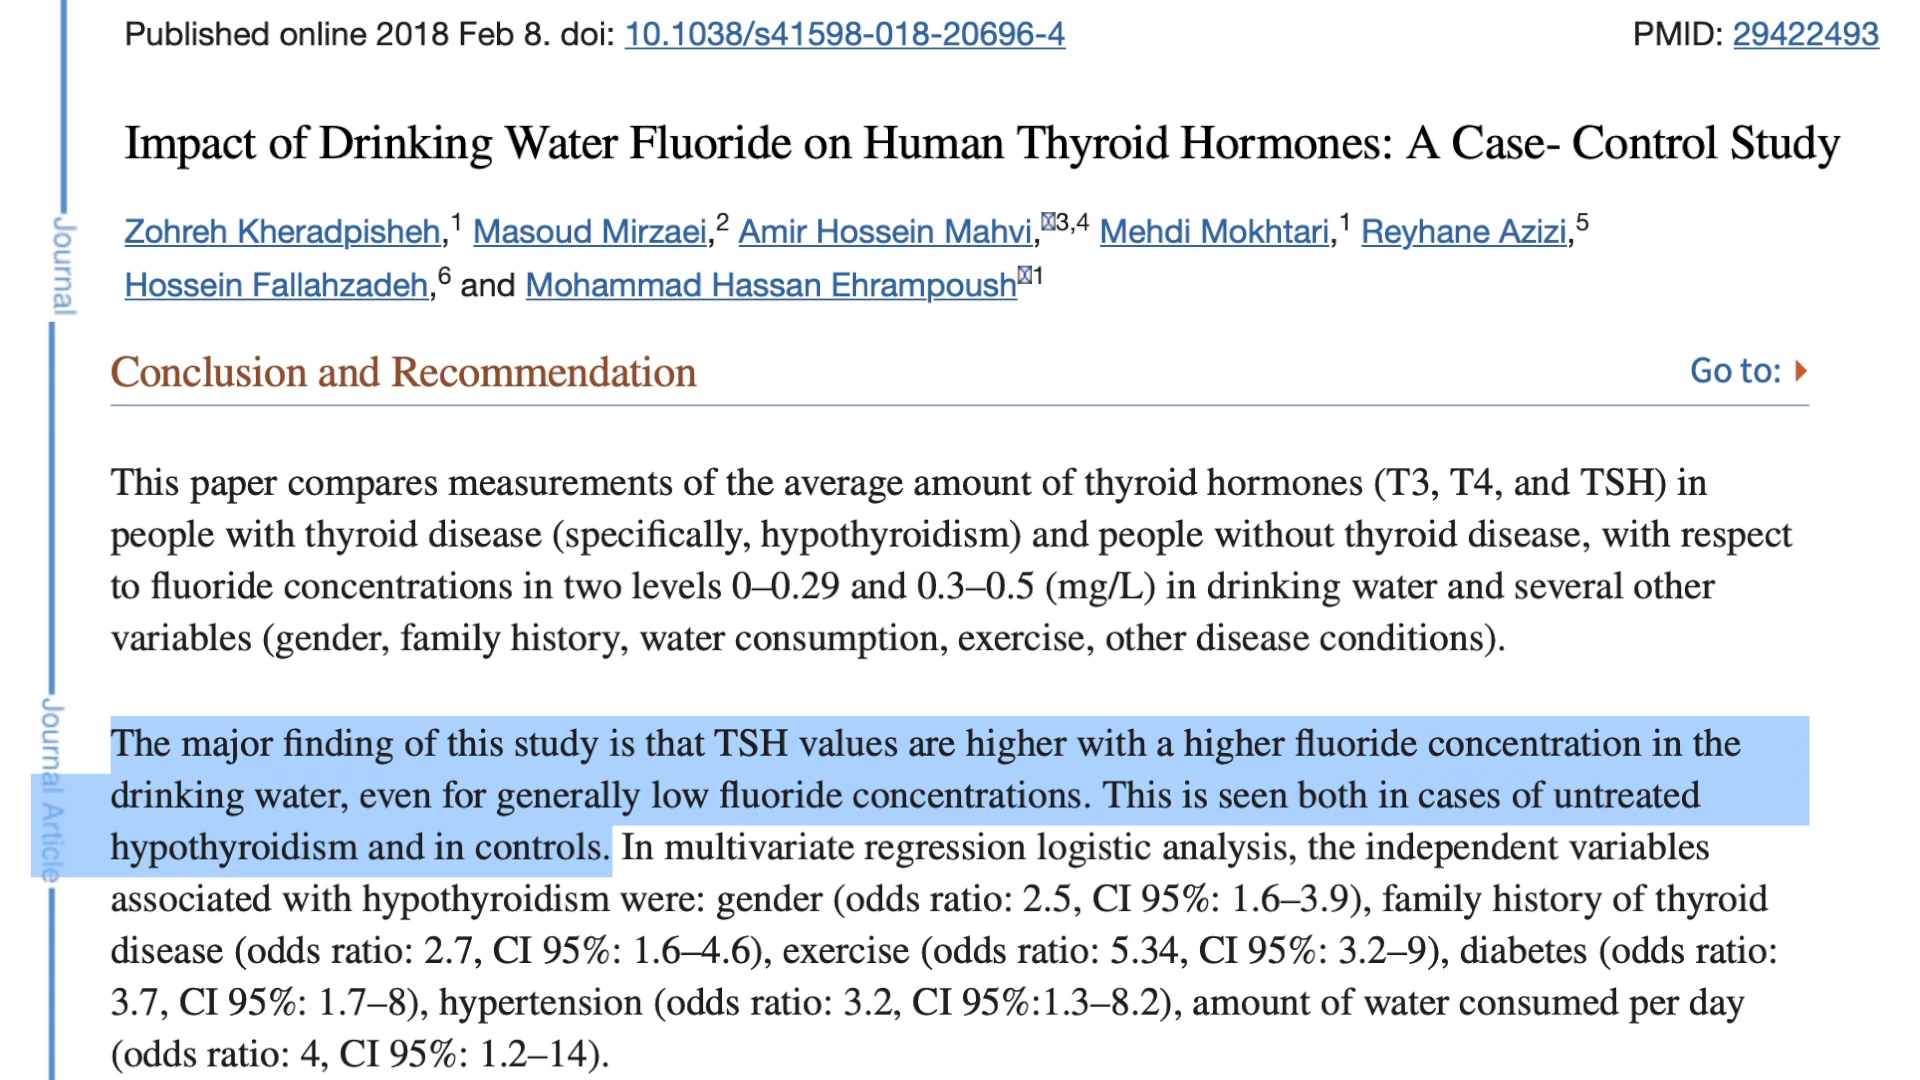 Published online 2018 Feb 8. doi: 10.1038/s41598-018-20696-4
PMID: 29422493
Impact of Drinking Water Fluoride on Human Thyroid Hormones: A Case- Control Study
Zohreh Kheradpisheh,1 Masoud Mirzaei,2 Amir Hossein Mahvi,3,4 Mehdi Mokhtari,1 Reyhane Azizi,5
Hossein Fallahzadeh,6 and Mohammad Hassan Ehrampoush1
Journal
Conclusion and Recommendation
Go to:
This paper compares measurements of the average amount of thyroid hormones (T3, T4, and TSH) in
people with thyroid disease (specifically, hypothyroidism) and people without thyroid disease, with respect
to fluoride concentrations in two levels 0–0.29 and 0.3–0.5 (mg/L) in drinking water and several other
variables (gender, family history, water consumption, exercise, other disease conditions).
Journal Article
The major finding of this study is that TSH values are higher with a higher fluoride concentration in the
drinking water, even for generally low fluoride concentrations. This is seen both in cases of untreated
hypothyroidism and in controls. In multivariate regression logistic analysis, the independent variables
associated with hypothyroidism were: gender (odds ratio: 2.5, CI 95%: 1.6–3.9), family history of thyroid
disease (odds ratio: 2.7, CI 95%: 1.6–4.6), exercise (odds ratio: 5.34, CI 95%: 3.2–9), diabetes (odds ratio:
3.7, CI 95%: 1.7–8), hypertension (odds ratio: 3.2, CI 95%:1.3–8.2), amount of water consumed per day
(odds ratio: 4, CI 95%: 1.2–14).